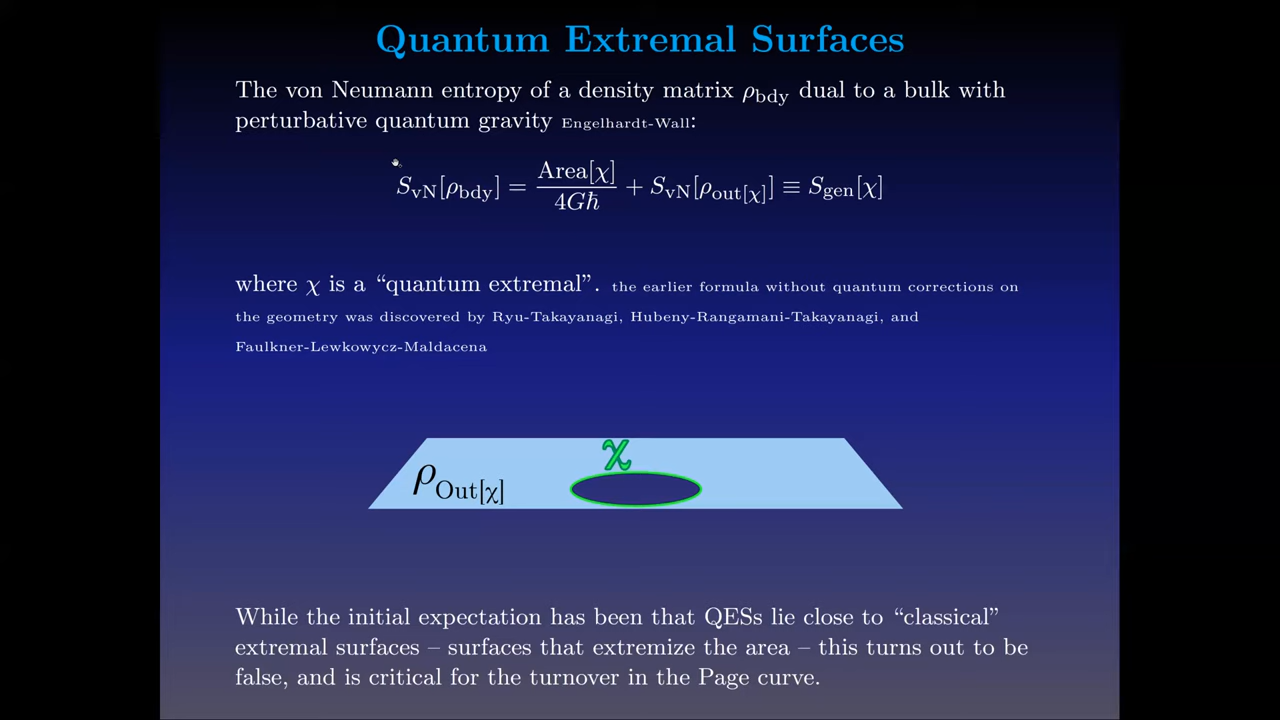 Quantum Extremal Surfaces
The von Neumann entropy of a density matrix ρ_bdy dual to a bulk with
perturbative quantum gravity Engelhardt-Wall:
S_vN[ρ_bdy] = Area[χ] / 4Għ + S_vN[ρ_out[χ]] ≡ S_gen[χ]
where χ is a “quantum extremal”. the earlier formula without quantum corrections on
the geometry was discovered by Ryu-Takayanagi, Hubeny-Rangamani-Takayanagi, and
Faulkner-Lewkowycz-Maldacena
χ
ρ_Out[χ]
While the initial expectation has been that QESs lie close to “classical”
extremal surfaces – surfaces that extremize the area – this turns out to be
false, and is critical for the turnover in the Page curve.